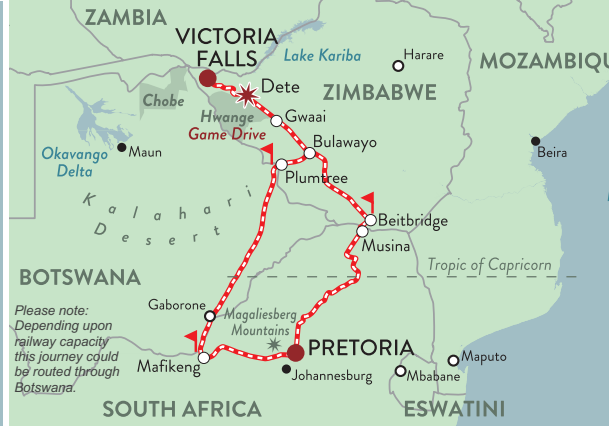 ZAMBIA
VICTORIA
FALLS
Lake Kariba
Harare
MOZAMBIQU
Chobe
Dete
ZIMBABWE
Hwange
Game Drive
Gwaai
Bulawayo
Beira
Okavango
Delta
Maun
Plumtree
Kalahari
Desert
Beitbridge
Musina
Tropic of Capricorn
BOTSWANA
Please note:
Depending upon
railway capacity
this journey could
be routed through
Botswana.
Gaborone
Magaliesberg
Mountains
Mafikeng
PRETORIA
Johannesburg
Maputo
Mbabane
SOUTH AFRICA
ESWATINI